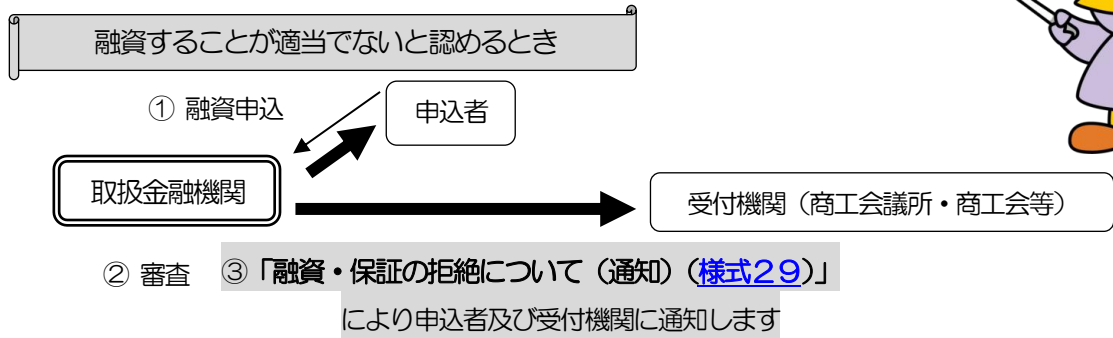 融資することが適当でないと認めるとき
① 融資申込
申込者
取扱金融機関
受付機関(商工会議所・商工会等)
② 審査
③「融資・保証の拒絶について(通知)(様式29)」
により申込者及び受付機関に通知します